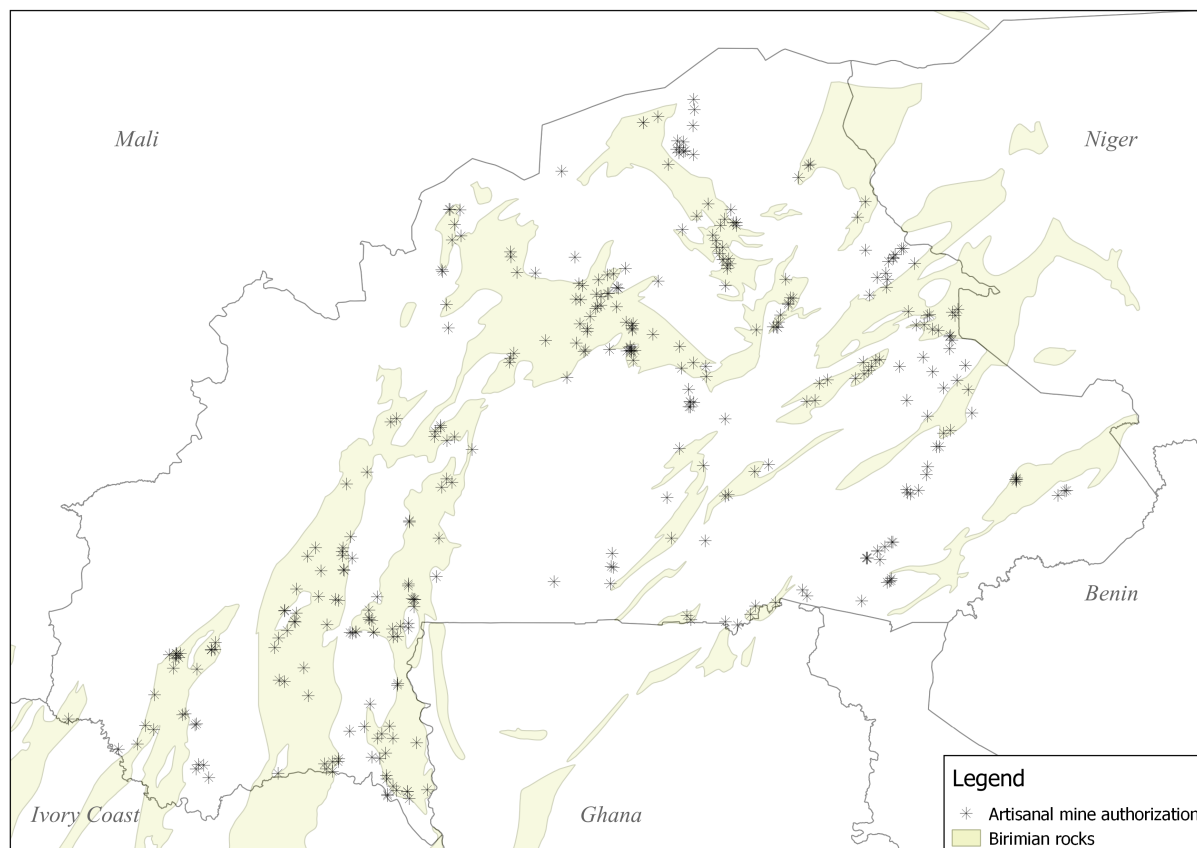 Mali
Niger
Benin
Ivory Coast
Ghana
Legend
Artisanal mine authorization
Birimian rocks